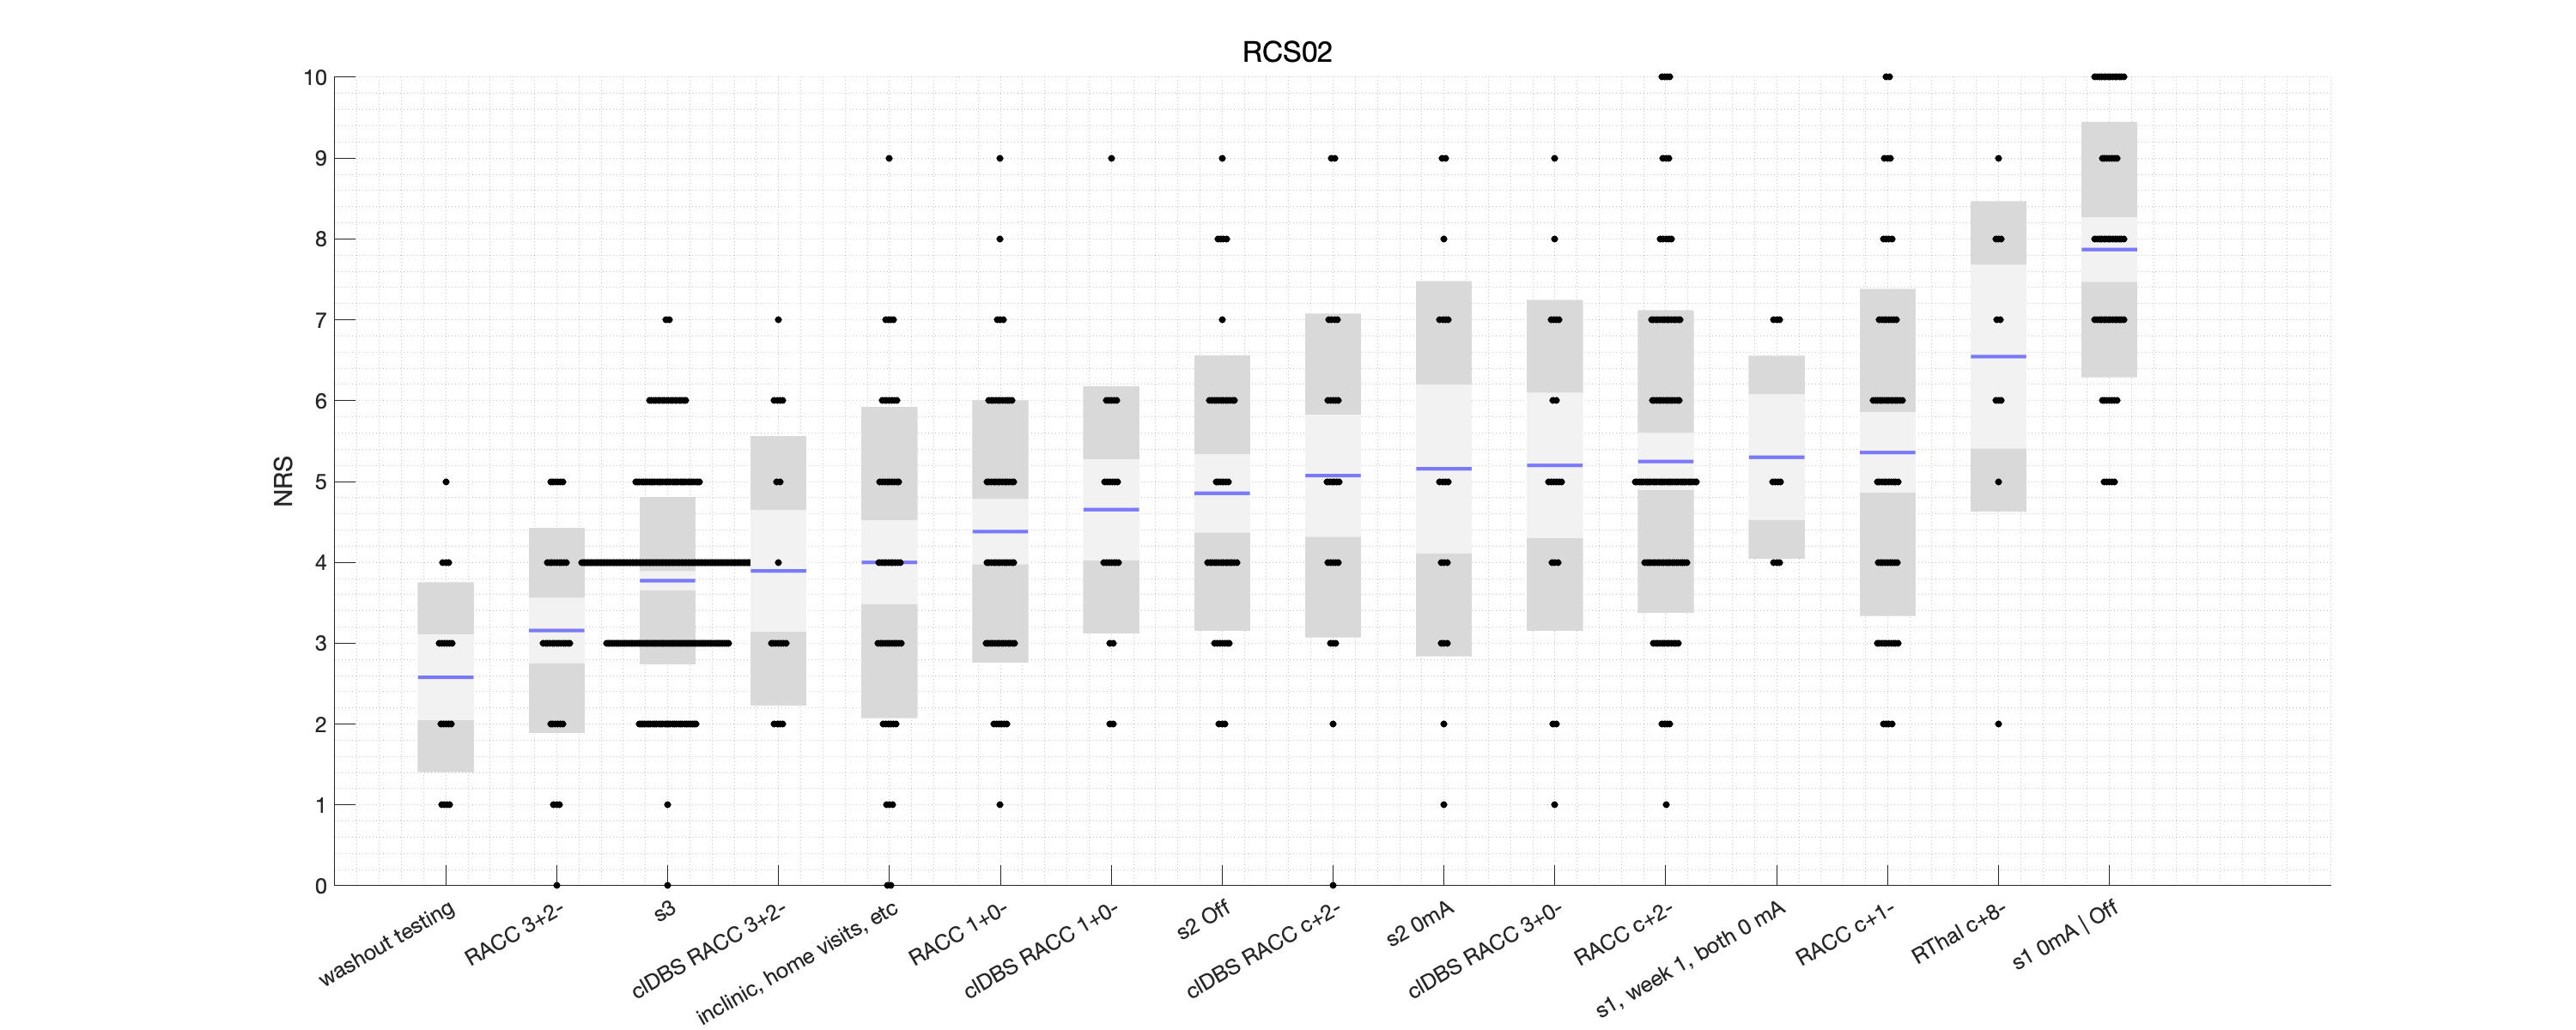 RCS02
10
9
8
7
6
5
4
3
2
1
0
NRS
washout testing
RACC 3+2-
s3
clDBS RACC 3+2-
inclinic, home visits, etc
RACC 1+0-
clDBS RACC 1+0-
s2 Off
clDBS RACC c+2-
s2 0mA
clDBS RACC 3+0-
RACC c+2-
s1, week 1, both 0 mA
RACC c+1-
RThal c+8-
s1 0mA | Off